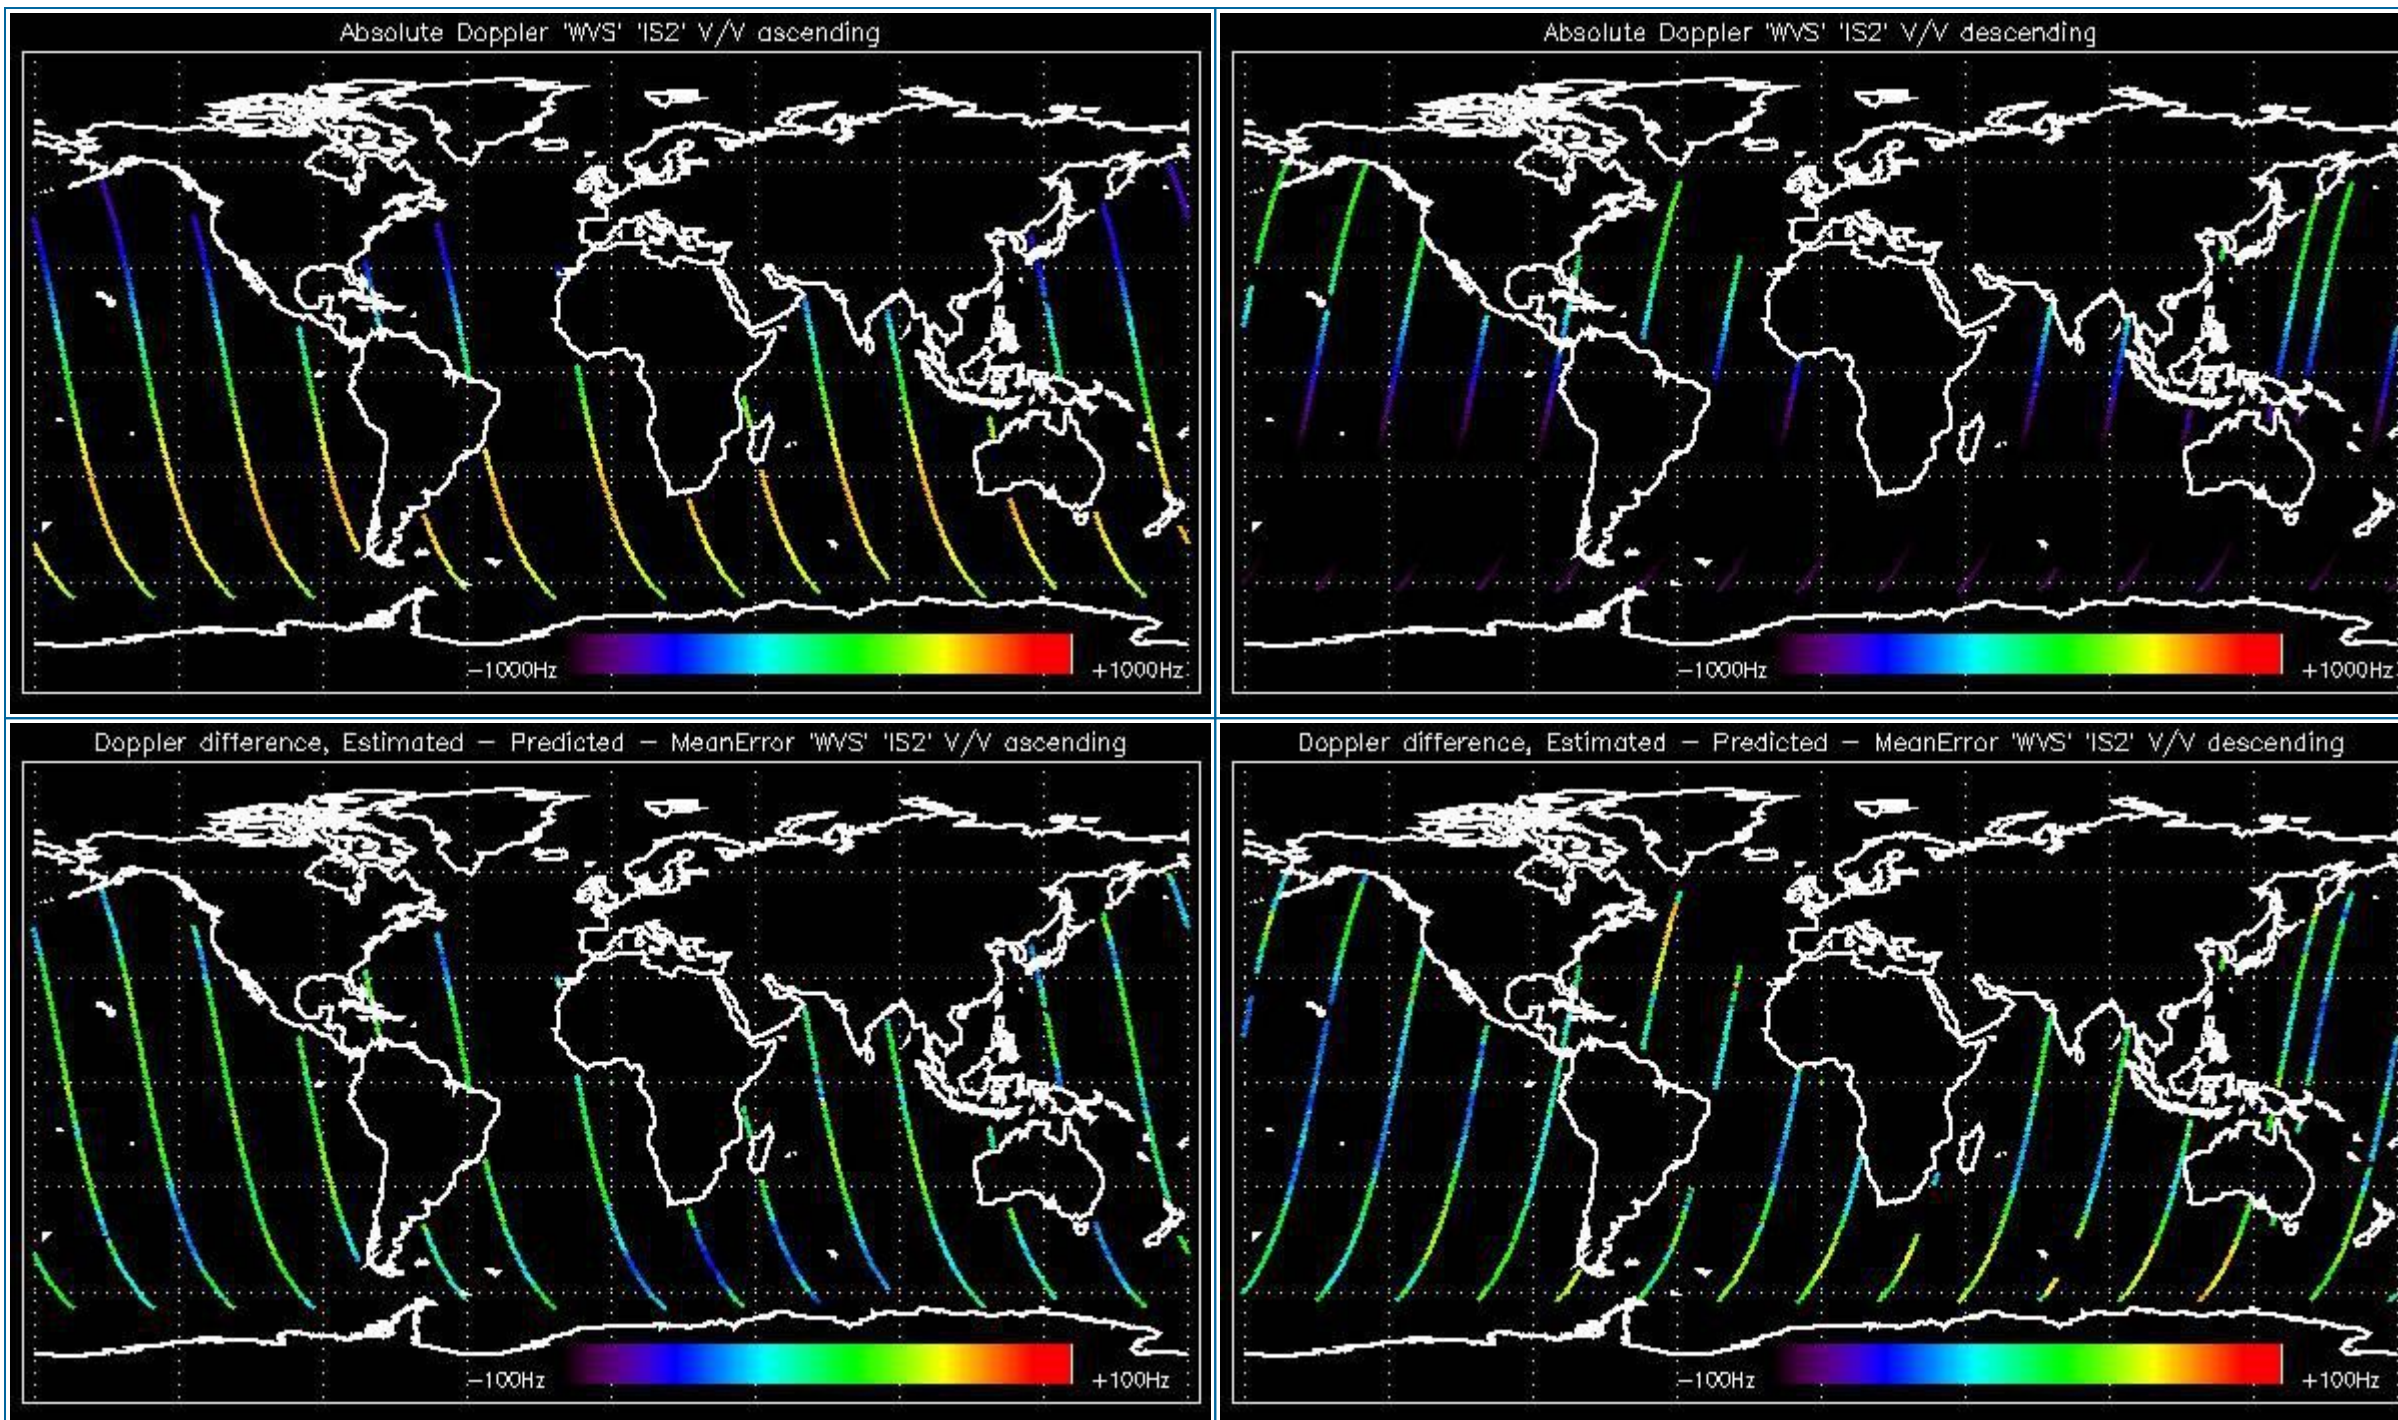 Absolute Doppler 'WVS' 'IS2' V/V ascending
-1000Hz
+1000Hz
Absolute Doppler 'WVS' 'IS2' V/V descending
-1000Hz
+1000Hz
Doppler difference, Estimated - Predicted - MeanError 'WVS' 'IS2' V/V ascending
-100Hz
+100Hz
Doppler difference, Estimated - Predicted - MeanError 'WVS' 'IS2' V/V descending
-100Hz
+100Hz